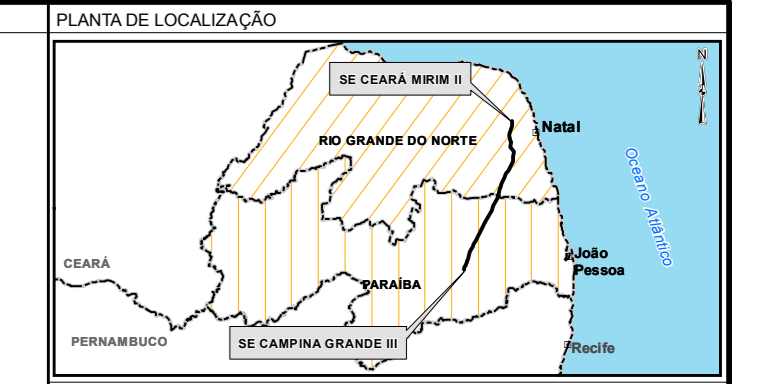 PLANTA DE LOCALIZAÇÃO
N
SE CEARÁ MIRIM II
Natal
RIO GRANDE DO NORTE
Oceano Atlântico
João
Pessoa
CEARÁ
PARAÍBA
PERNAMBUCO
SE CAMPINA GRANDE III
Recife